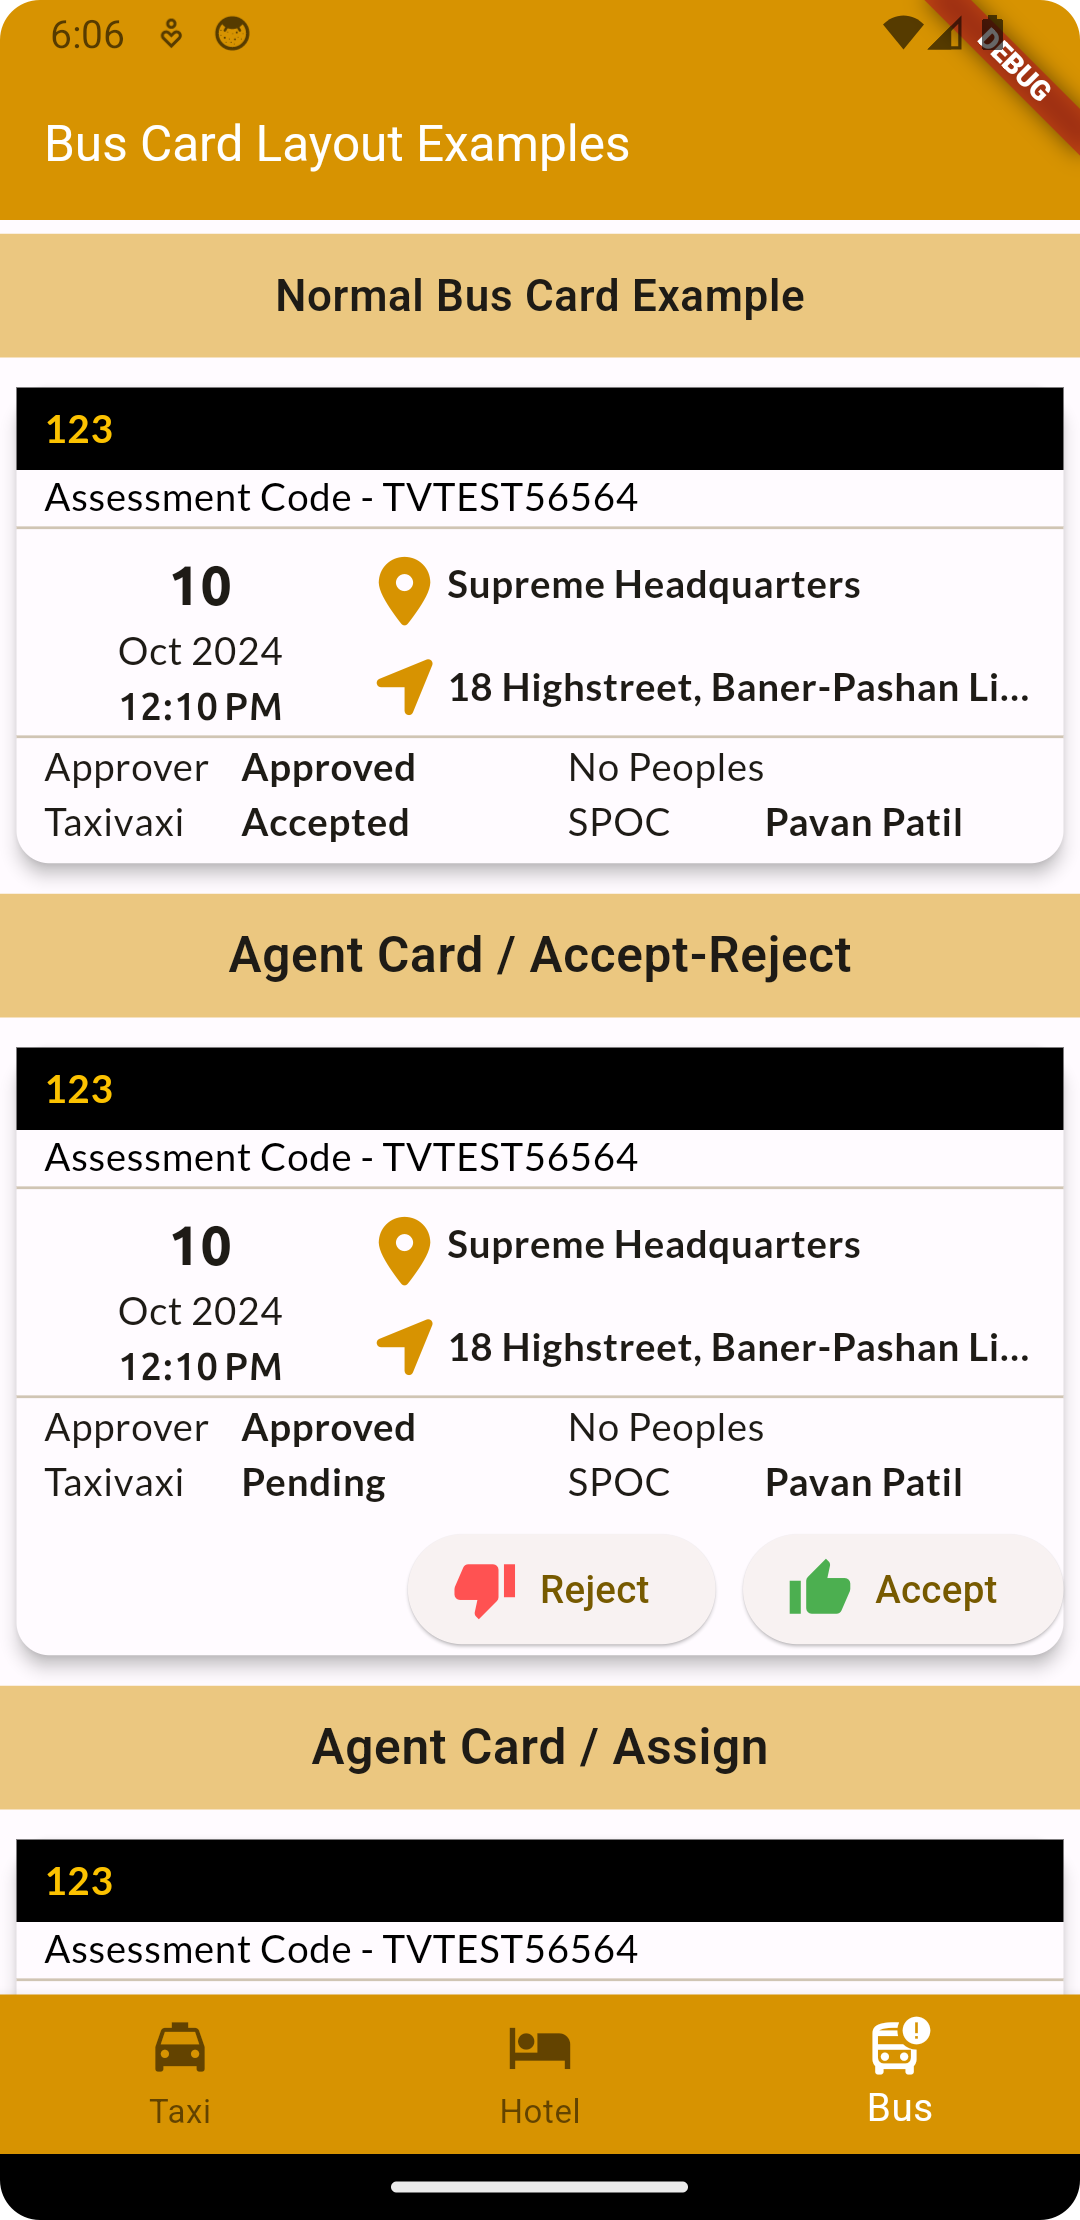 6:06
DEBUG
Bus Card Layout Examples
Normal Bus Card Example
123
Assessment Code - TVTEST56564
10
Oct 2024
12:10 PM
Supreme Headquarters
18 Highstreet, Baner-Pashan Li...
Approver Approved No Peoples
Taxivaxi Accepted SPOC Pavan Patil
Agent Card / Accept-Reject
123
Assessment Code - TVTEST56564
10
Oct 2024
12:10 PM
Supreme Headquarters
18 Highstreet, Baner-Pashan Li...
Approver Approved No Peoples
Taxivaxi Pending SPOC Pavan Patil
Reject Accept
Agent Card / Assign
123
Assessment Code - TVTEST56564
Taxi Hotel Bus